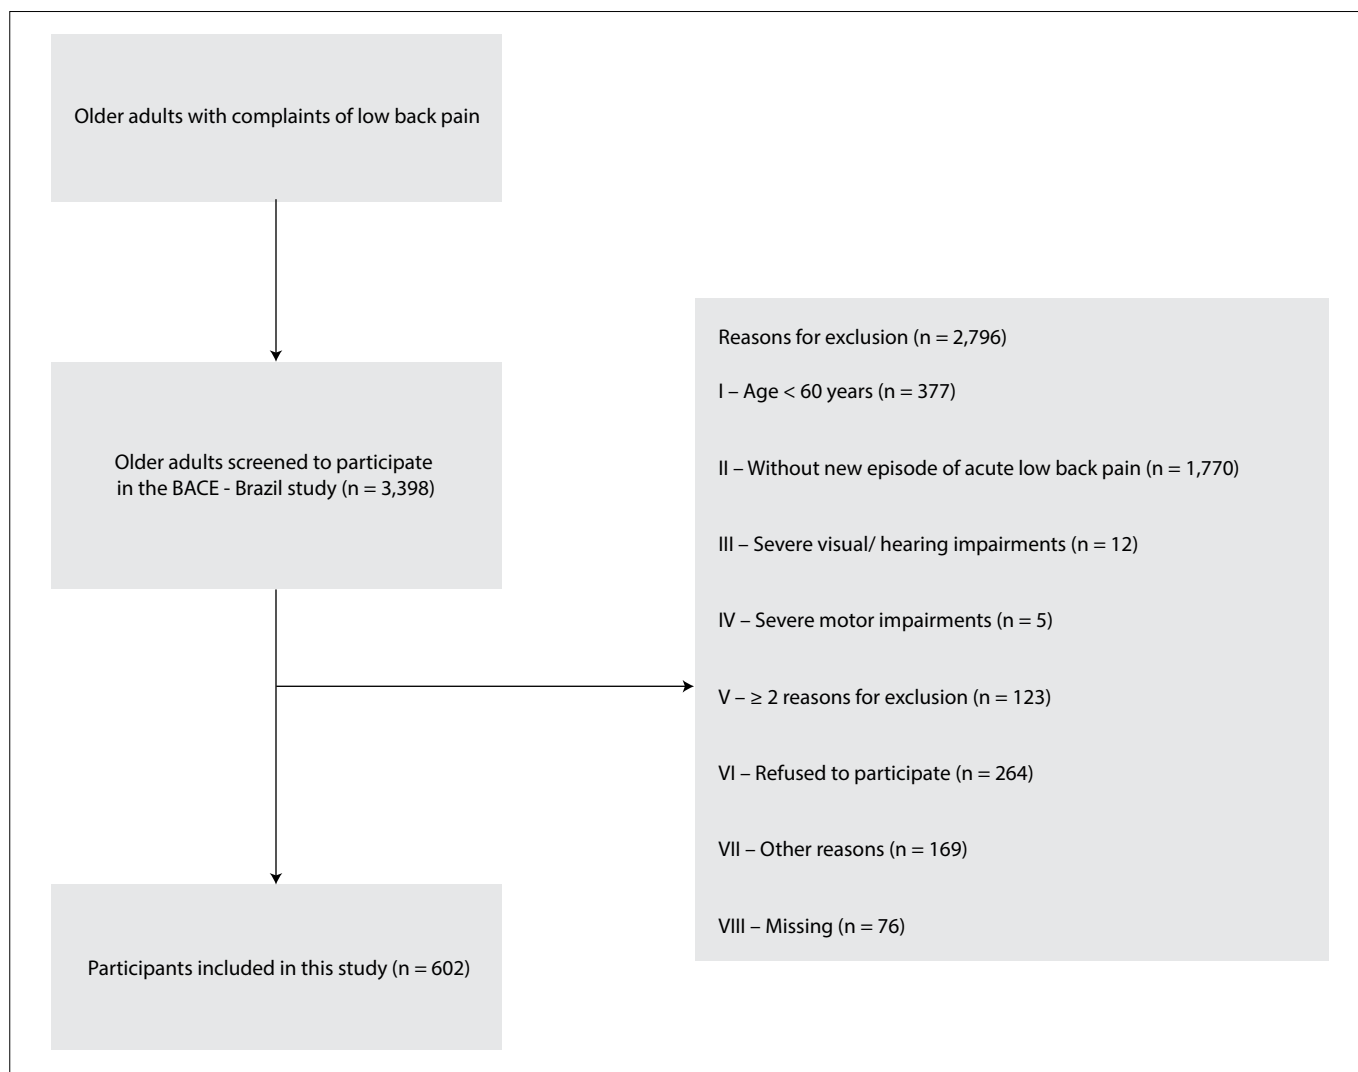 Older adults with complaints of low back pain
Older adults screened to participate
in the BACE - Brazil study (n = 3,398)
Reasons for exclusion (n = 2,796)
I – Age < 60 years (n = 377)
II – Without new episode of acute low back pain (n = 1,770)
III – Severe visual/ hearing impairments (n = 12)
IV – Severe motor impairments (n = 5)
V – ≥ 2 reasons for exclusion (n = 123)
VI – Refused to participate (n = 264)
VII – Other reasons (n = 169)
VIII – Missing (n = 76)
Participants included in this study (n = 602)